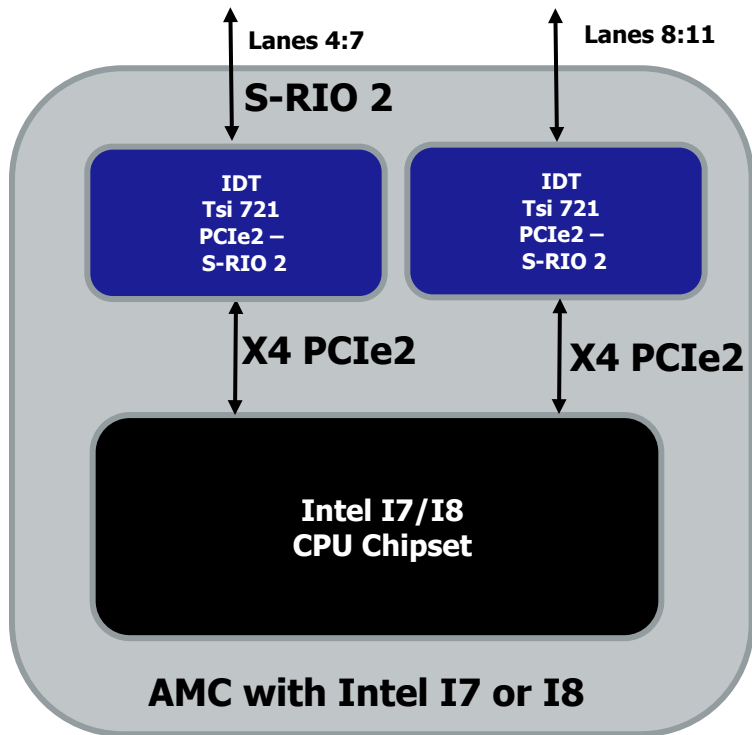 Lanes 4:7
Lanes 8:11
S-RIO 2
IDT
Tsi 721
PCIe2 –
S-RIO 2
IDT
Tsi 721
PCIe2 –
S-RIO 2
X4 PCIe2
X4 PCIe2
Intel I7/I8
CPU Chipset
AMC with Intel I7 or I8